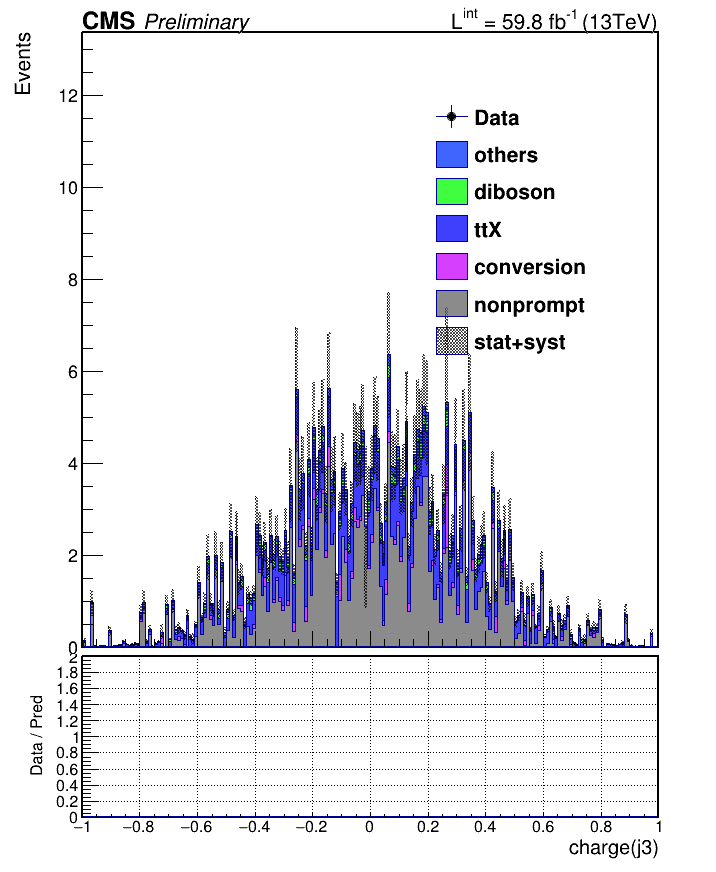 CMS Preliminary L^int = 59.8 fb^-1 (13TeV)
Events
12
10
8
6
4
2
0
Data
others
diboson
ttX
conversion
nonprompt
stat+syst
Data / Pred
2
1.8
1.6
1.4
1.2
1
0.8
0.6
0.4
0.2
0
−1 −0.8 −0.6 −0.4 −0.2 0 0.2 0.4 0.6 0.8 1
charge(j3)